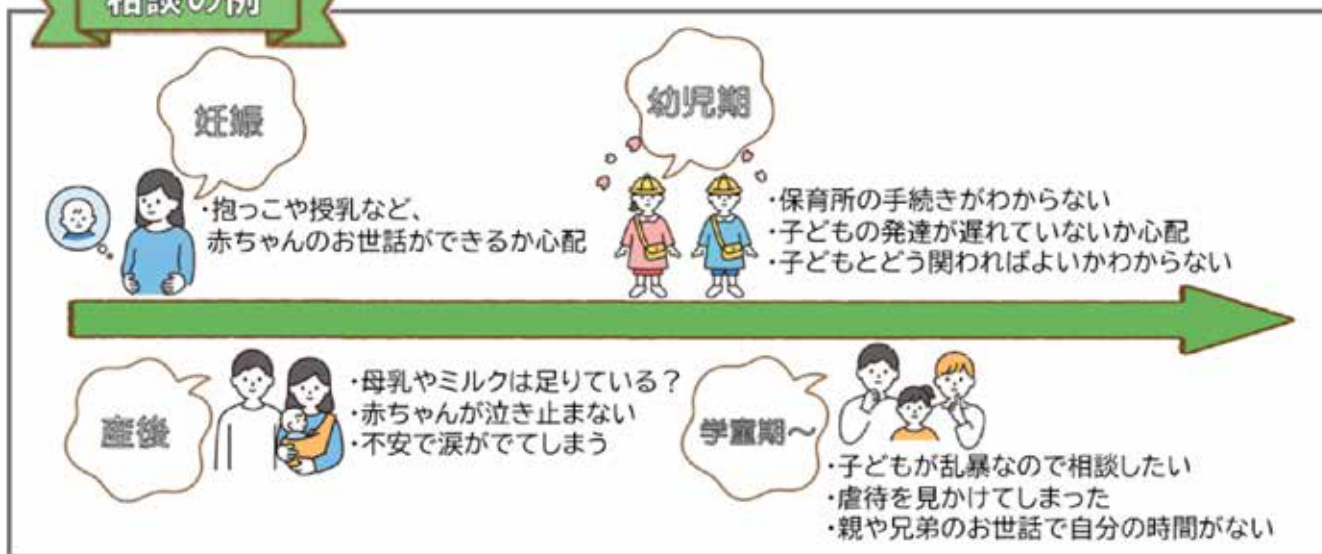 相談の例
妊娠
・抱っこや授乳など、
赤ちゃんのお世話ができるか心配
産後
・母乳やミルクは足りている？
・赤ちゃんが泣き止まない
・不安で涙がでてしまう
幼児期
・保育所の手続きがわからない
・子どもの発達が遅れていないか心配
・子どもとどう関わればよいかわからない
学童期～
・子どもが乱暴なので相談したい
・虐待を見かけてしまった
・親や兄弟のお世話で自分の時間がない